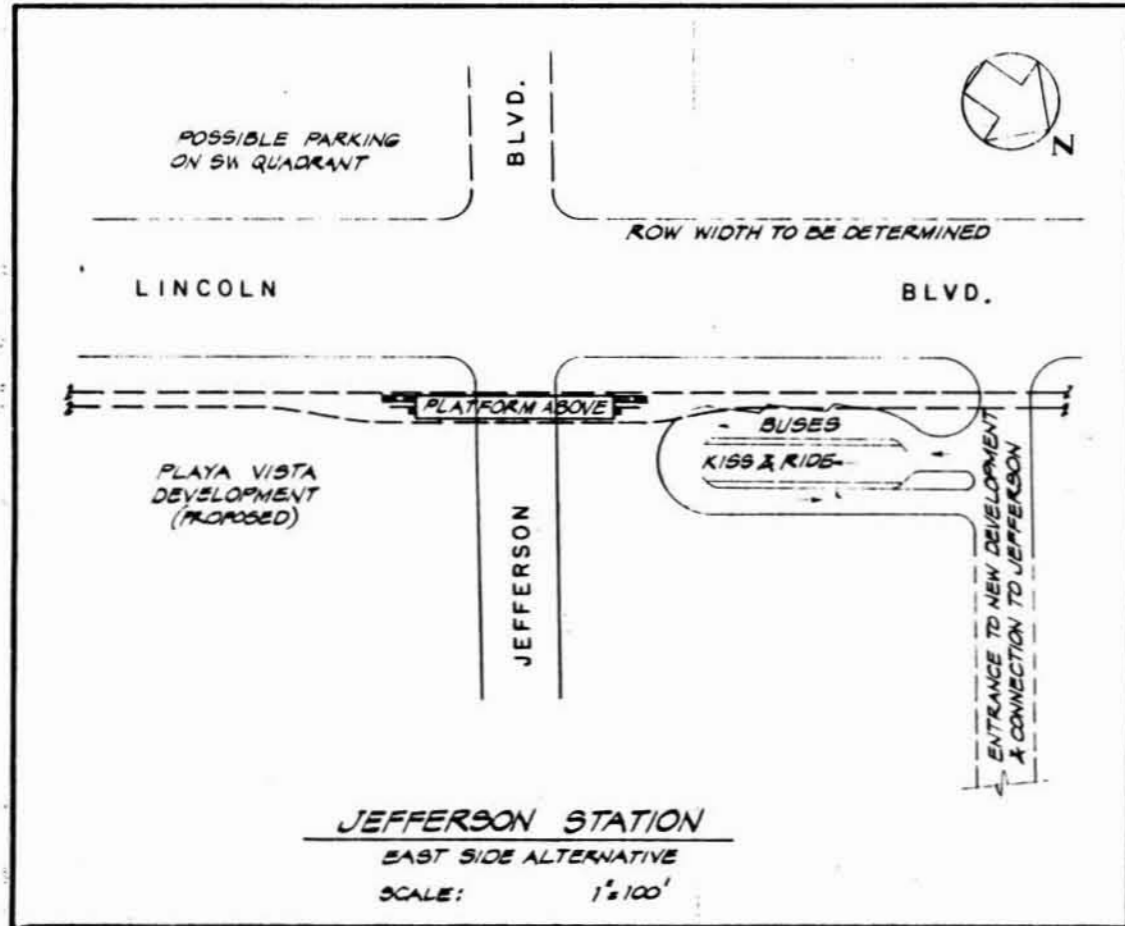 POSSIBLE PARKING
ON SW QUADRANT
BLVD.
N
ROW WIDTH TO BE DETERMINED
LINCOLN
BLVD.
PLATFORM ABOVE
BUSES
KISS & RIDE
PLAYA VISTA
DEVELOPMENT
(PROPOSED)
JEFFERSON
ENTRANCE TO NEW DEVELOPMENT
& CONNECTION TO JEFFERSON
JEFFERSON STATION
EAST SIDE ALTERNATIVE
SCALE: 1"=100'